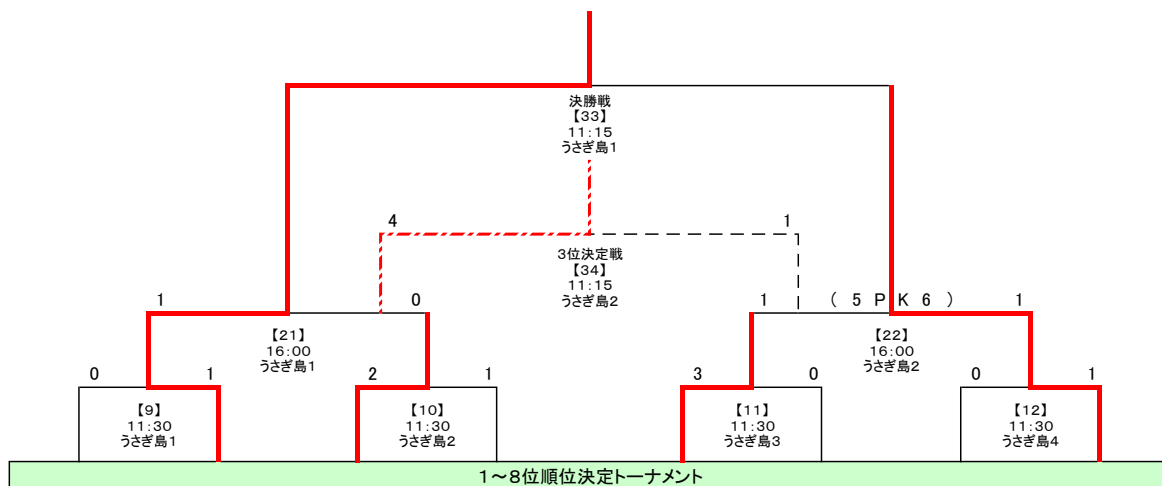 決勝戦
【33】
11:15
うさぎ島1
4 1
3位決定戦
【34】
11:15
うさぎ島2
1 0 1 (5PK6) 1
【21】 【22】
16:00 16:00
うさぎ島1 うさぎ島2
0 1 2 1 3 0 0 1
【9】 【10】 【11】 【12】
11:30 11:30 11:30 11:30
うさぎ島1 うさぎ島2 うさぎ島3 うさぎ島4
1～8位順位決定トーナメント